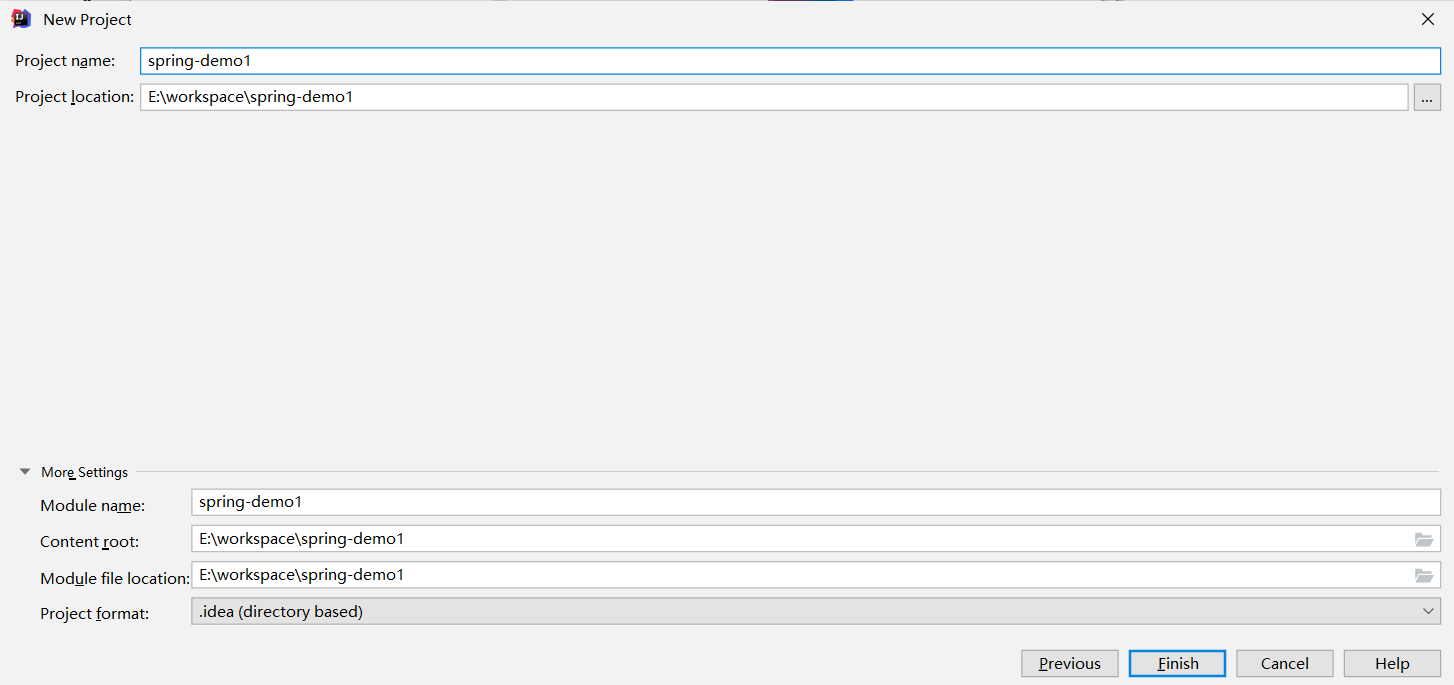 New Project
Project name: spring-demo1
Project location: E:\workspace\spring-demo1 ...
More Settings
Module name: spring-demo1
Content root: E:\workspace\spring-demo1
Module file location: E:\workspace\spring-demo1
Project format: .idea (directory based)
Previous Finish Cancel Help